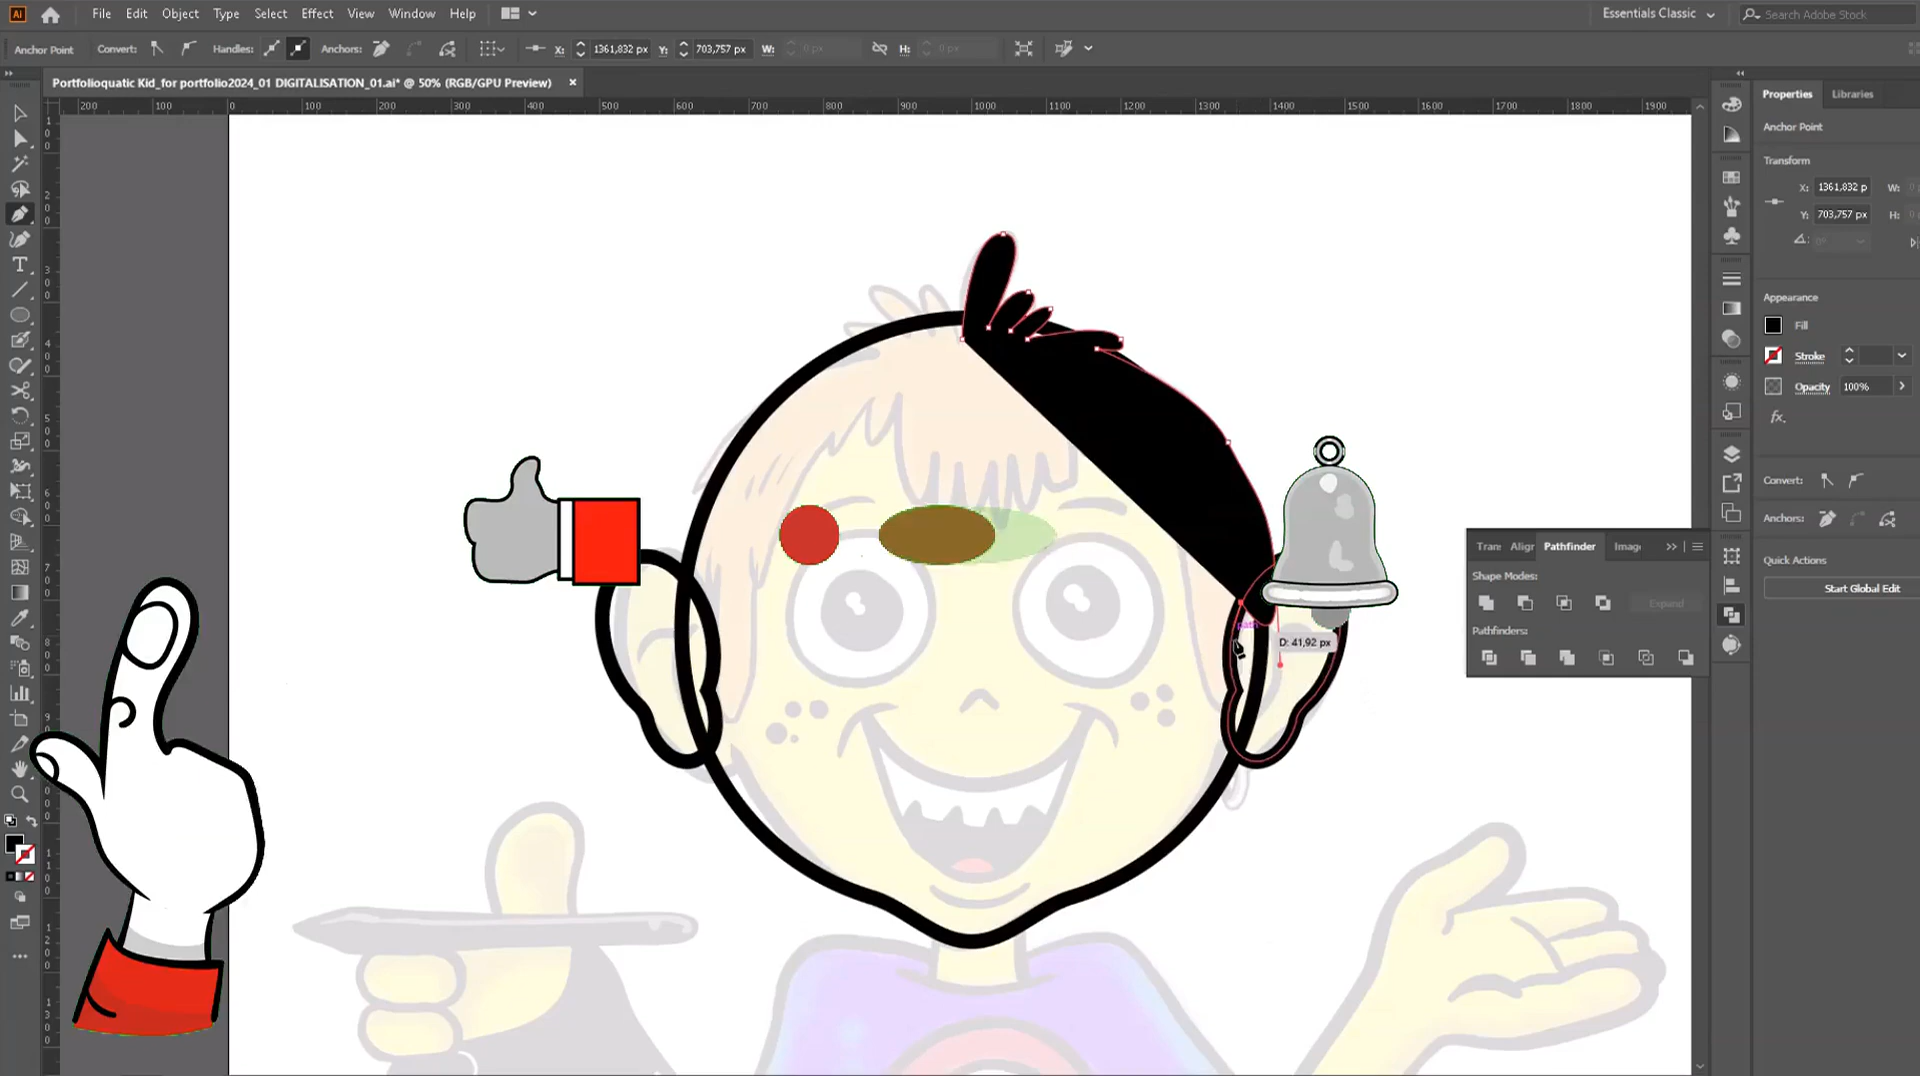 Ai File Edit Object Type Select Effect View Window Help Essentials Classic Search Adobe Stock
Anchor Point Convert: Handles: Anchors: X: 1361,832 px Y: 703,757 px W: 0 px H: 0 px
Portfolioquatic Kid_for portfolio2024_01 DIGITALISATION_01.ai* @ 50% (RGB/GPU Preview) ×
200 100 0 100 200 300 400 500 600 700 800 900 1000 1100 1200 1300 1400 1500 1600 1700 1800 1900
Properties Libraries
Anchor Point
Transform
X: 1361,832 p W:
Y: 703,757 px H:
Appearance
Fill
Stroke
Opacity 100%
fx.
Convert:
Anchors:
Quick Actions
Start Global Edit
Align Pathfinder
Shape Modes:
Expand
Pathfinders:
path
D: 41,92 px